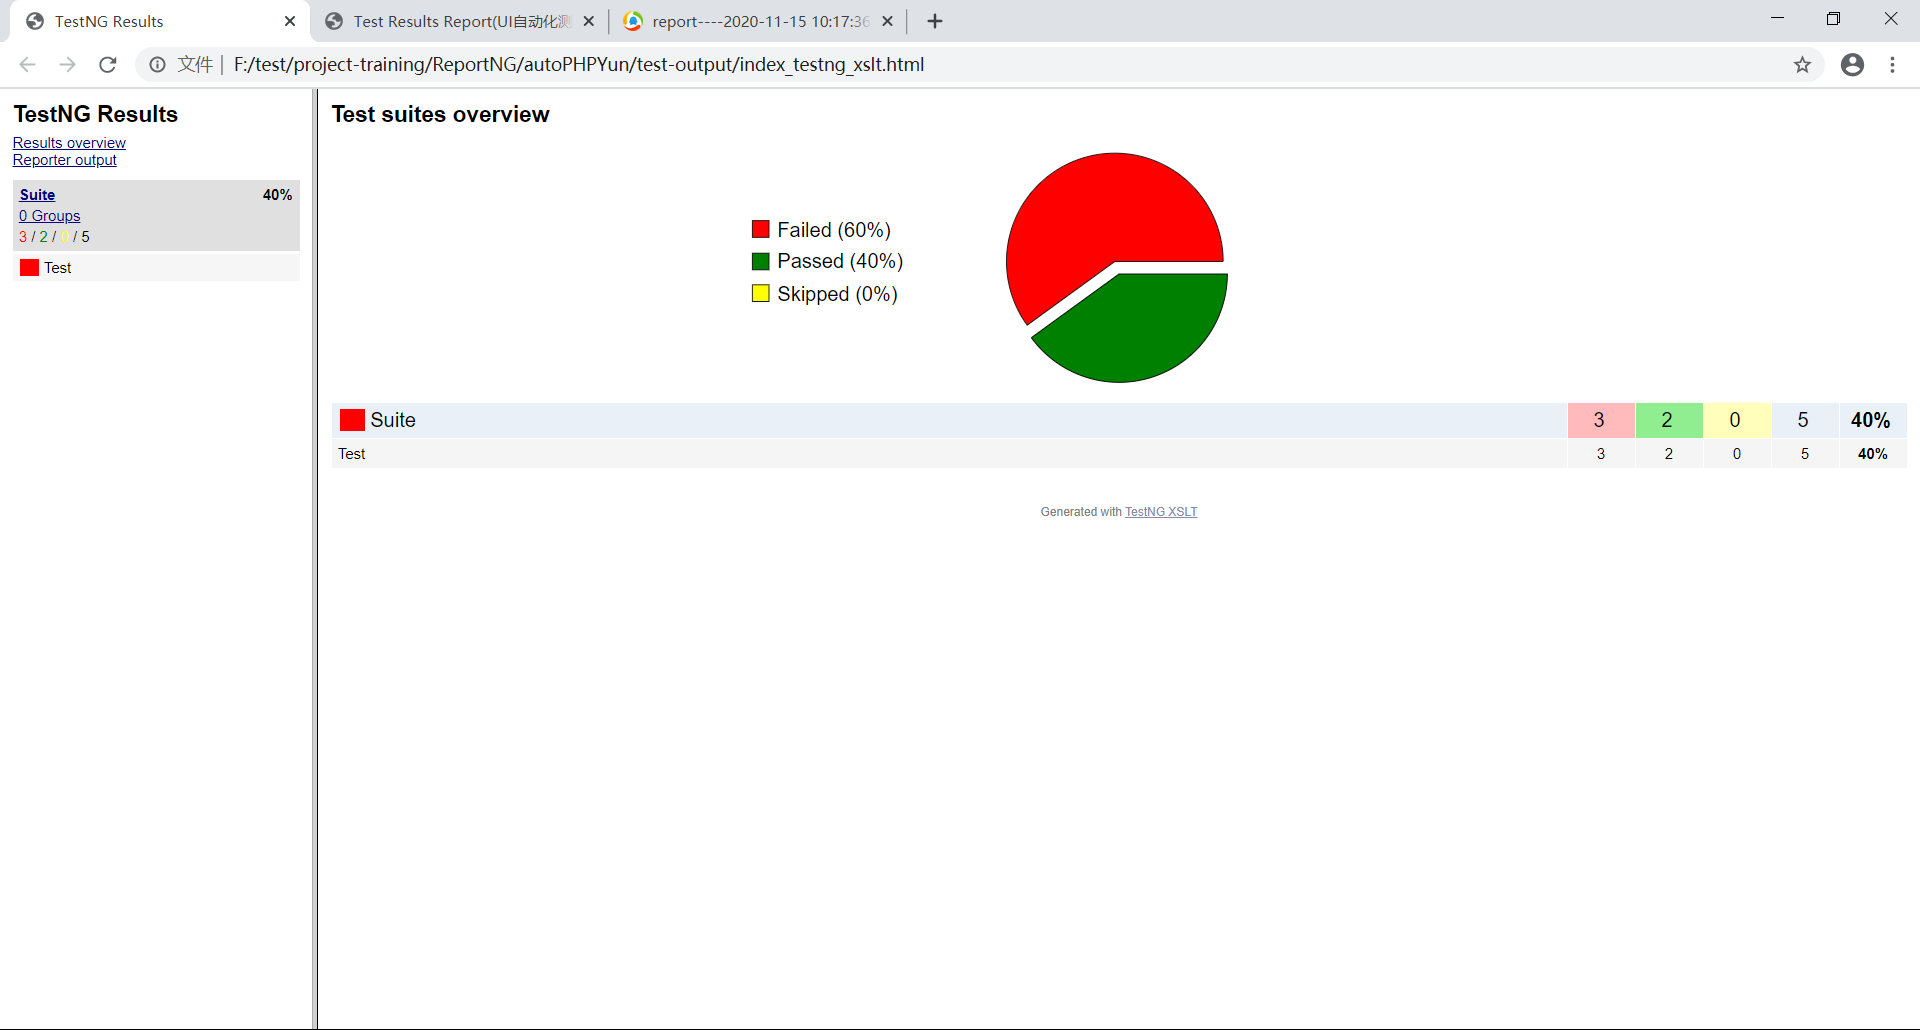 TestNG Results
Test Results Report(UI自动化测
report----2020-11-15 10:17:36
文件 | F:/test/project-training/ReportNG/autoPHPYun/test-output/index_testng_xslt.html
TestNG Results
Results overview
Reporter output
Suite 40%
0 Groups
3 / 2 / 0 / 5
Test
Test suites overview
Failed (60%)
Passed (40%)
Skipped (0%)
Suite 3 2 0 5 40%
Test 3 2 0 5 40%
Generated with TestNG XSLT